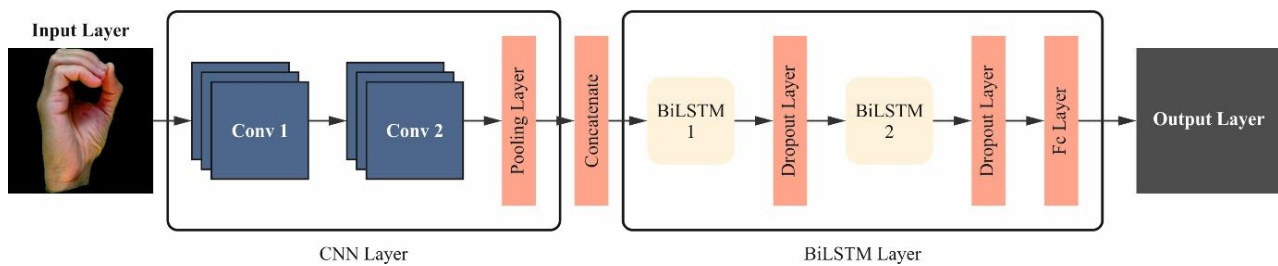 Input Layer
Conv 1
Conv 2
Pooling Layer
Concatenate
BiLSTM
1
Dropout Layer
BiLSTM
2
Dropout Layer
Fc Layer
Output Layer
CNN Layer
BiLSTM Layer